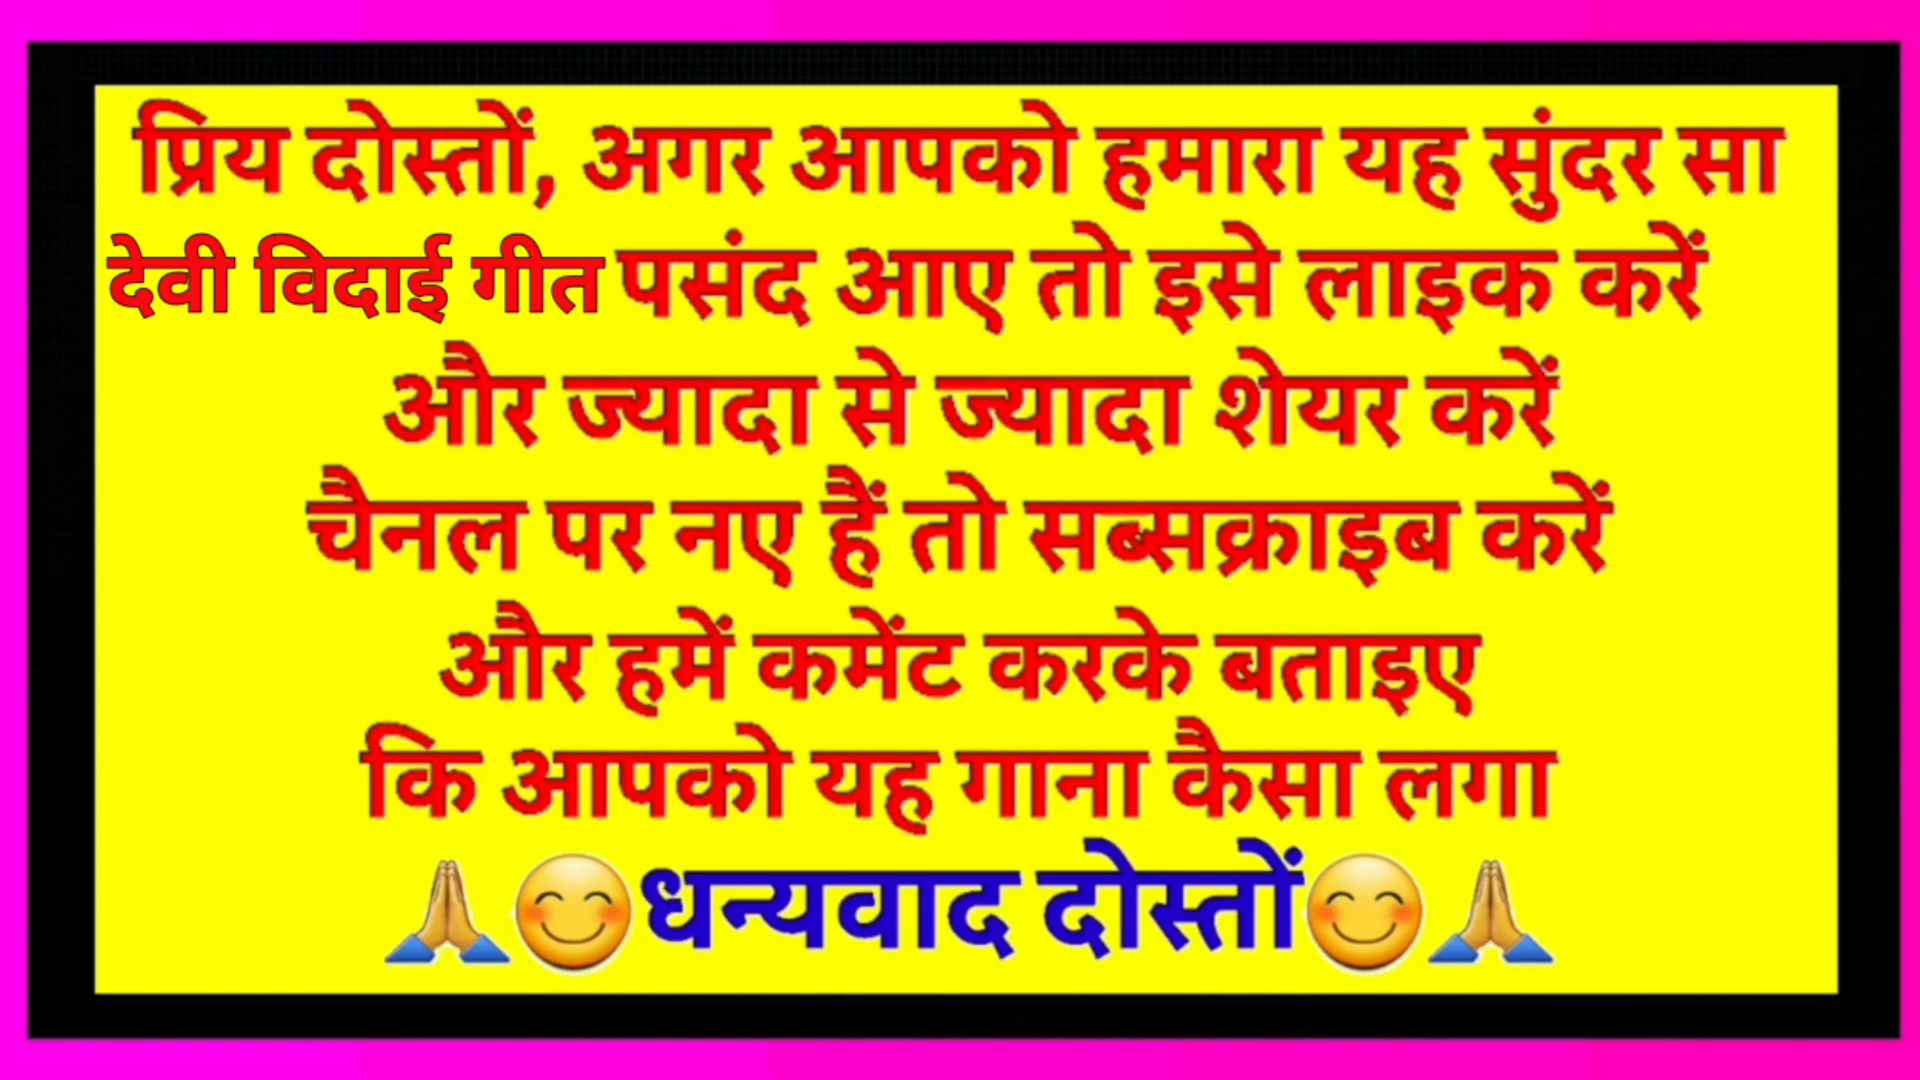 प्रिय दोस्तों, अगर आपको हमारा यह सुंदर सा
देवी विदाई गीत पसंद आए तो इसे लाइक करें
और ज्यादा से ज्यादा शेयर करें
चैनल पर नए हैं तो सब्सक्राइब करें
और हमें कमेंट करके बताइए
कि आपको यह गाना कैसा लगा
🙏😊धन्यवाद दोस्तों😊🙏